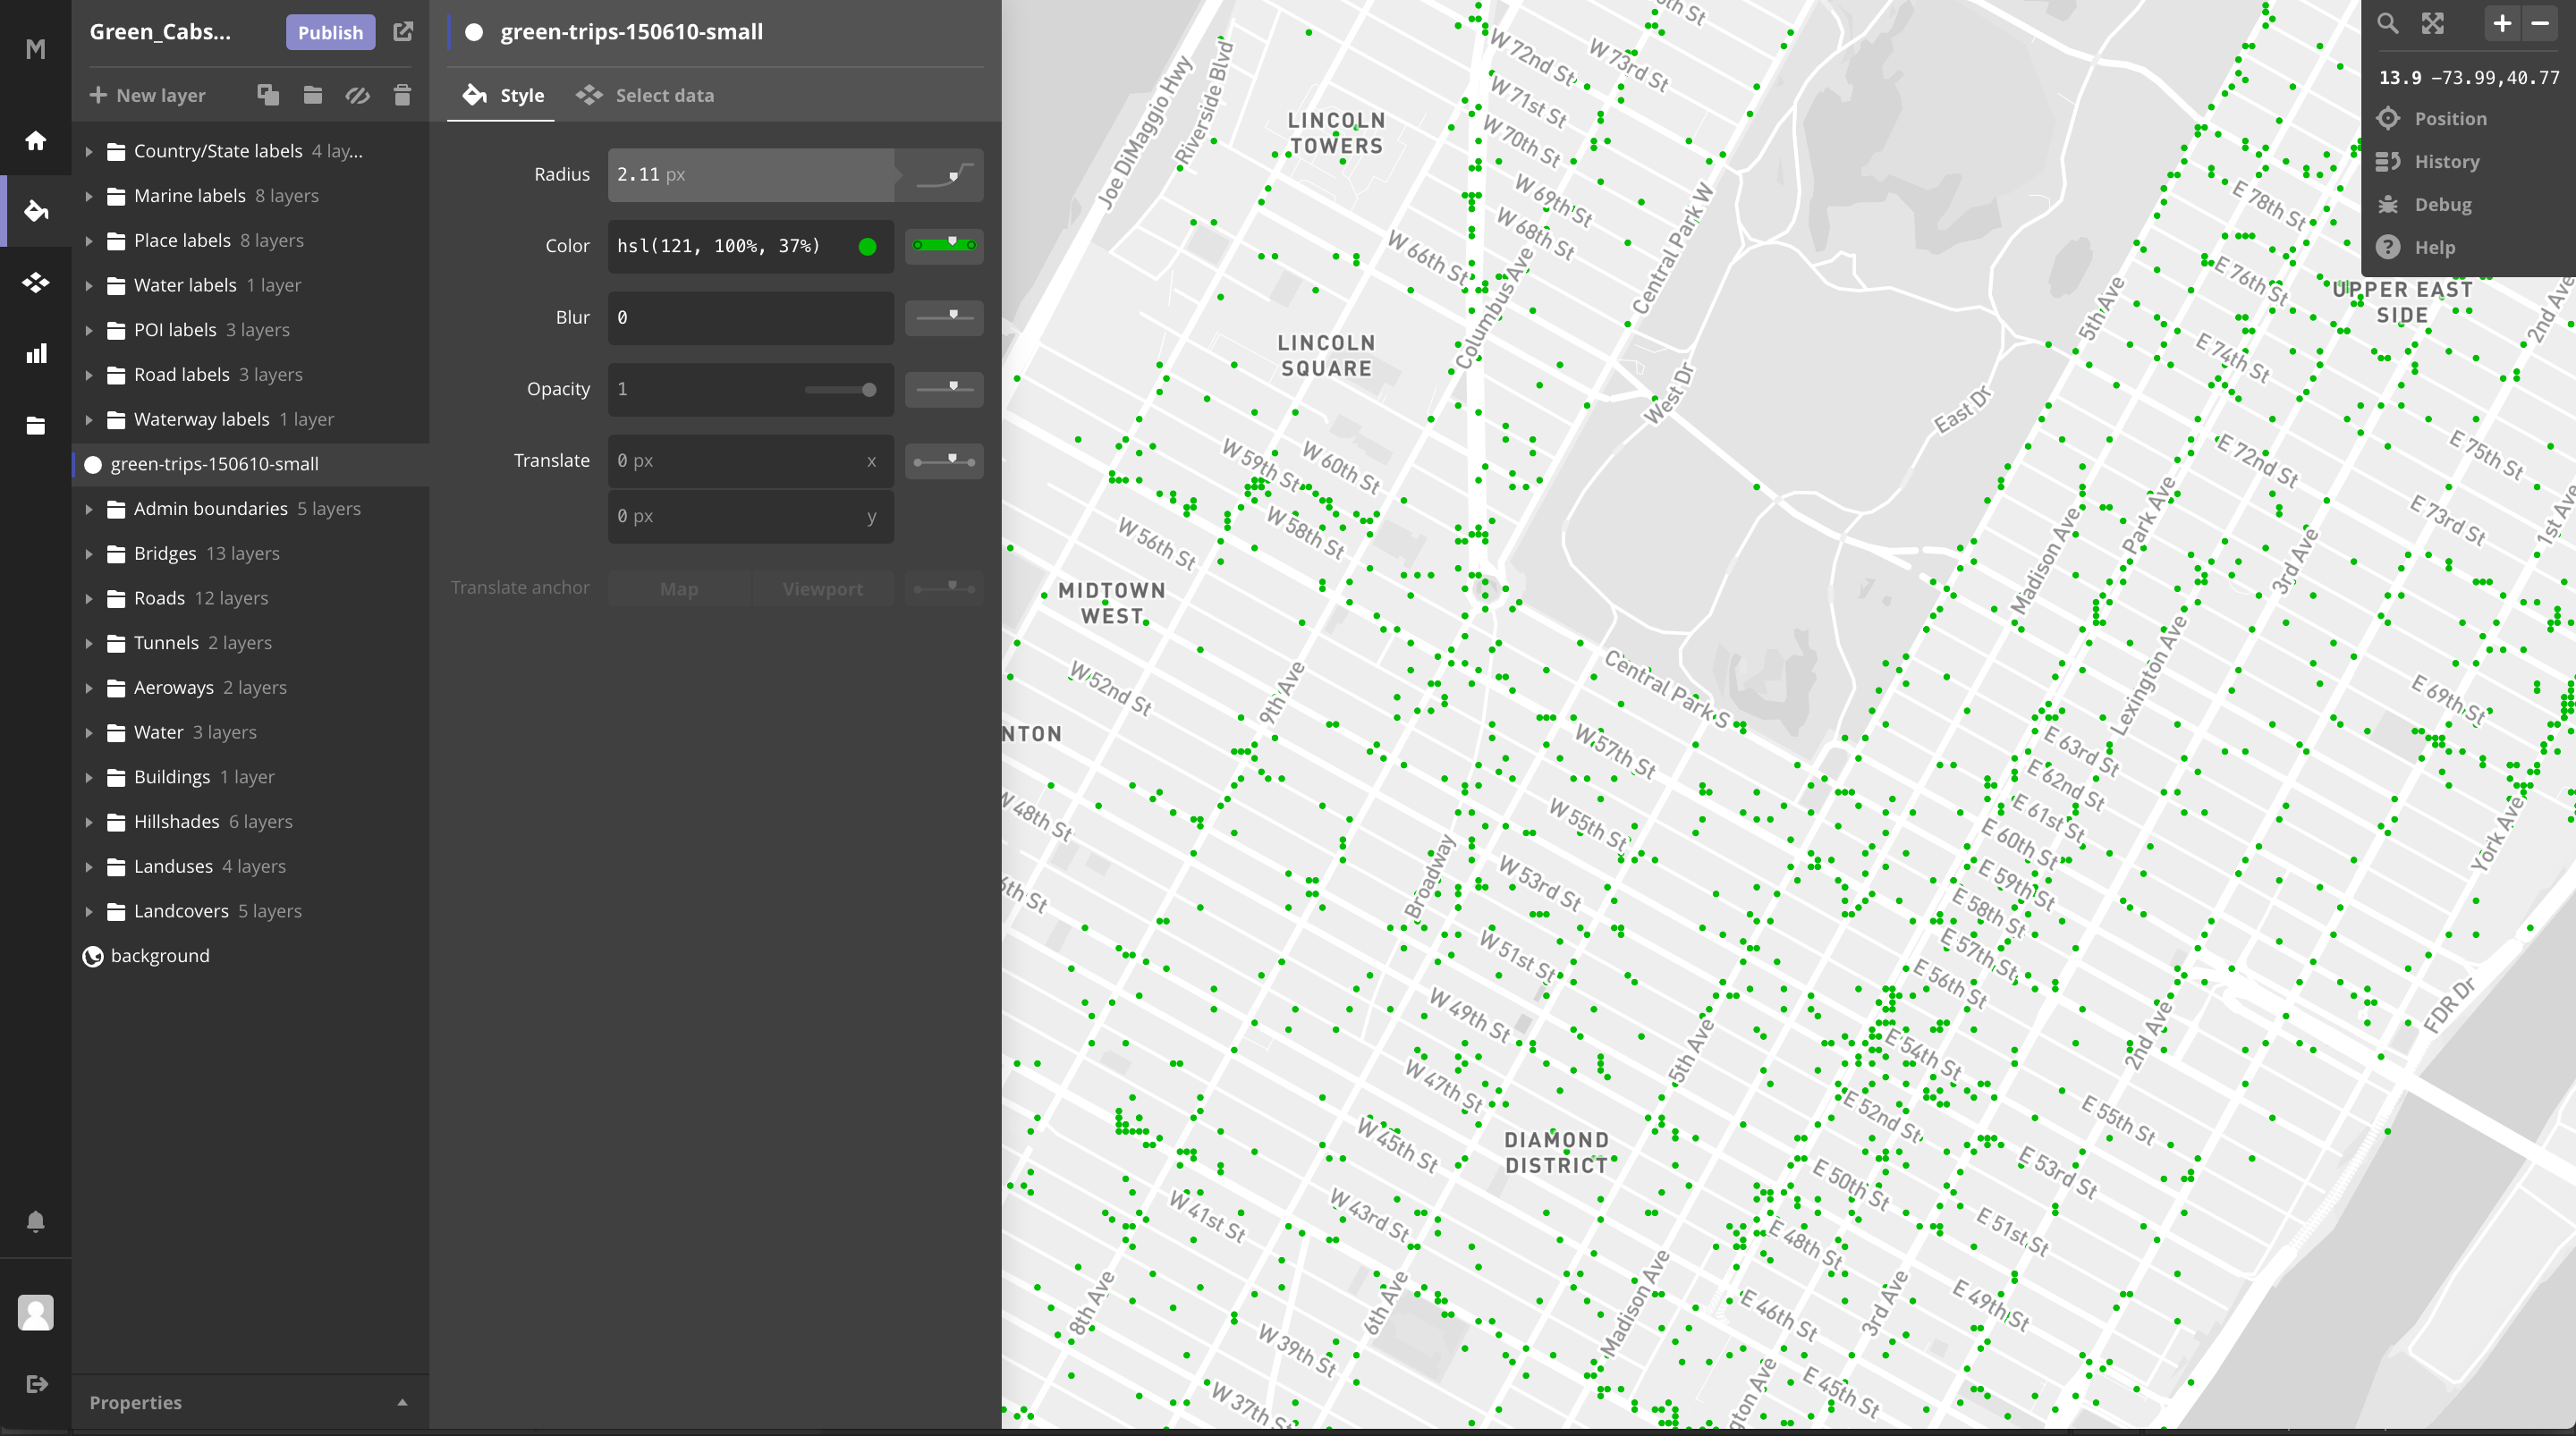 M
Green_Cabs...
Publish
New layer
Country/State labels 4 lay...
Marine labels 8 layers
Place labels 8 layers
Water labels 1 layer
POI labels 3 layers
Road labels 3 layers
Waterway labels 1 layer
green-trips-150610-small
Admin boundaries 5 layers
Bridges 13 layers
Roads 12 layers
Tunnels 2 layers
Aeroways 2 layers
Water 3 layers
Buildings 1 layer
Hillshades 6 layers
Landuses 4 layers
Landcovers 5 layers
background
Properties
green-trips-150610-small
Style
Select data
Radius 2.11 px
Color hsl(121, 100%, 37%)
Blur 0
Opacity 1
Translate 0 px x
0 px y
Translate anchor Map Viewport
13.9 -73.99,40.77
Position
History
Debug
? Help
W 72nd St
W 73rd St
W 71st St
W 70th St
W 69th St
W 68th St
W 66th St
Joe DiMaggio Hwy
Riverside Blvd
LINCOLN
TOWERS
Central Park W
Columbus Ave
LINCOLN
SQUARE
West Dr
East Dr
5th Ave
E 78th St
E 76th St
UPPER EAST
SIDE
2nd Ave
E 74th St
W 59th St
W 60th St
W 58th St
W 56th St
E 72nd St
E 75th St
E 73rd St
1st Ave
Park Ave
Madison Ave
3rd Ave
MIDTOWN
WEST
W 52nd St
9th Ave
Central Park S
Lexington Ave
E 69th St
NTON
W 57th St
E 63rd St
E 62nd St
E 61st St
E 60th St
E 59th St
E 58th St
E 57th St
E 56th St
W 48th St
W 55th St
York Ave
Broadway
W 53rd St
6th St
W 51st St
W 49th St
FDR Dr
5th Ave
E 54th St
2nd Ave
W 47th St
E 52nd St
E 55th St
W 45th St
DIAMOND
DISTRICT
E 53rd St
E 50th St
W 41st St
W 43rd St
E 51st St
E 48th St
8th Ave
6th Ave
Madison Ave
E 46th St
3rd Ave
E 49th St
W 39th St
W 37th St
gton Ave
E 45th St